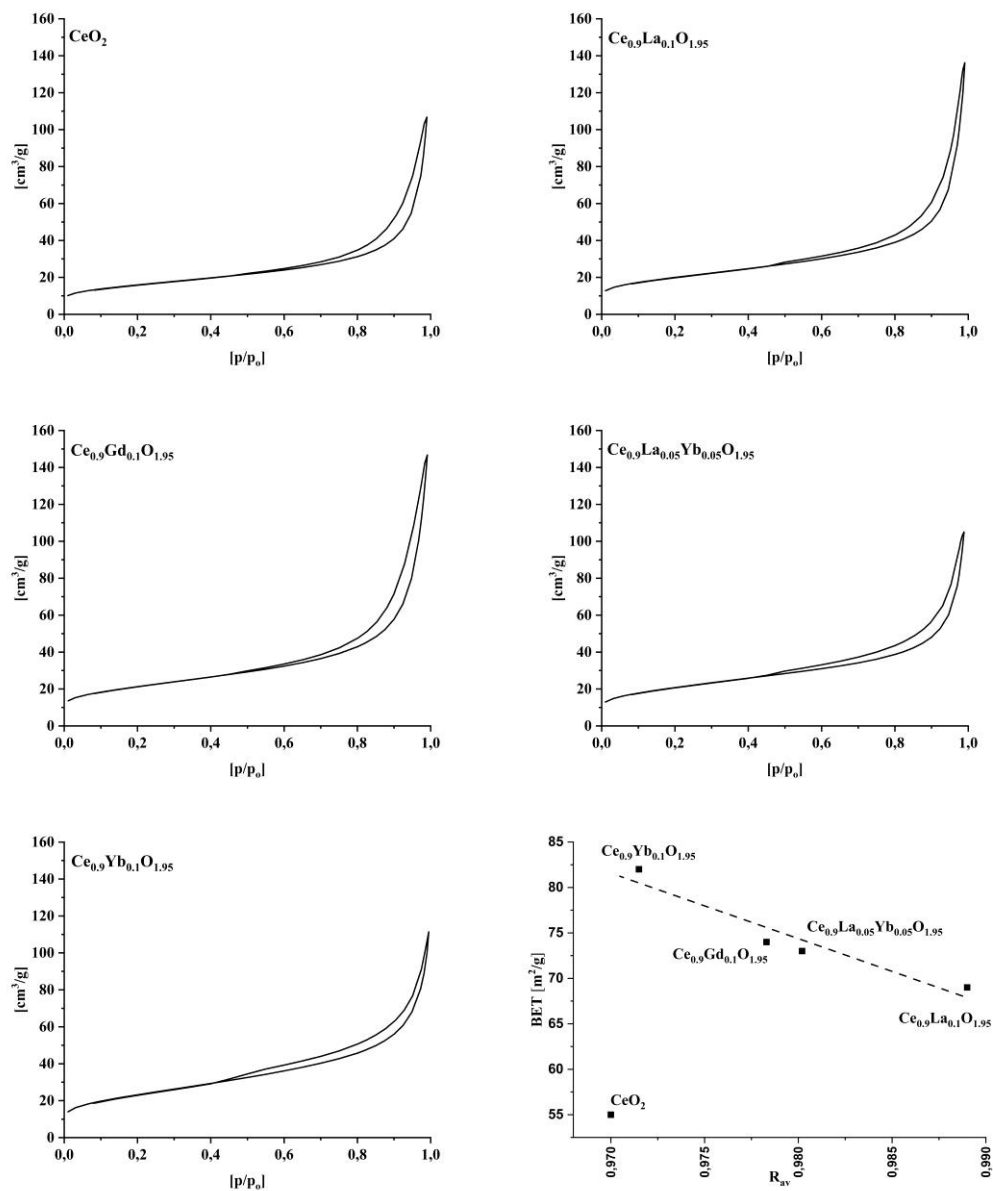 CeO₂
160
140
120
100
80
60
40
20
0
[cm³/g]
0,0 0,2 0,4 0,6 0,8 1,0
[p/pₒ]
Ce₀.₉La₀.₁O₁.₉₅
160
140
120
100
80
60
40
20
0
[cm³/g]
0,0 0,2 0,4 0,6 0,8 1,0
[p/pₒ]
Ce₀.₉Gd₀.₁O₁.₉₅
160
140
120
100
80
60
40
20
0
[cm³/g]
0,0 0,2 0,4 0,6 0,8 1,0
[p/pₒ]
Ce₀.₉La₀.₀₅Yb₀.₀₅O₁.₉₅
160
140
120
100
80
60
40
20
0
[cm³/g]
0,0 0,2 0,4 0,6 0,8 1,0
[p/pₒ]
Ce₀.₉Yb₀.₁O₁.₉₅
160
140
120
100
80
60
40
20
0
[cm³/g]
0,0 0,2 0,4 0,6 0,8 1,0
[p/pₒ]
85
80
75
70
65
60
55
BET [m²/g]
Ce₀.₉Yb₀.₁O₁.₉₅
Ce₀.₉La₀.₀₅Yb₀.₀₅O₁.₉₅
Ce₀.₉Gd₀.₁O₁.₉₅
Ce₀.₉La₀.₁O₁.₉₅
CeO₂
0,970 0,975 0,980 0,985 0,990
Rₐᵥ